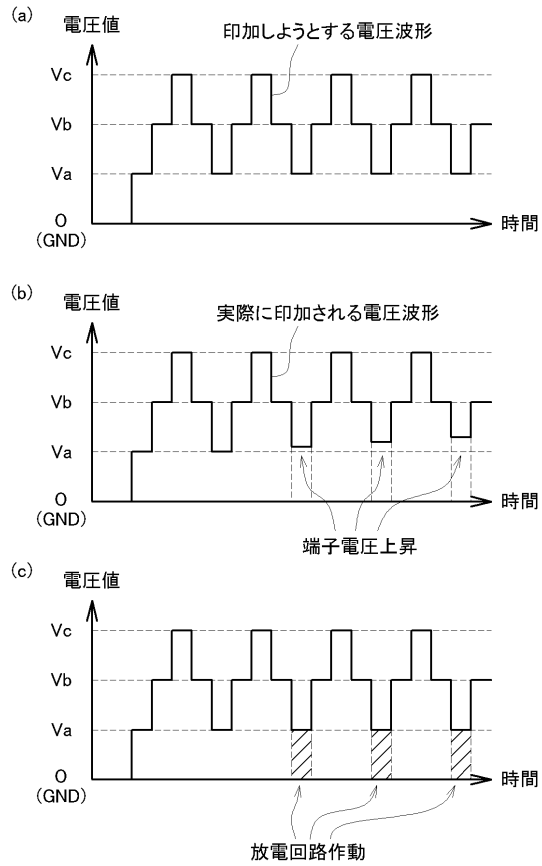 (a)
電圧値
印加しようとする電圧波形
Vc
Vb
Va
0
(GND)
時間
(b)
電圧値
実際に印加される電圧波形
Vc
Vb
Va
0
(GND)
時間
端子電圧上昇
(c)
電圧値
Vc
Vb
Va
0
(GND)
時間
放電回路作動